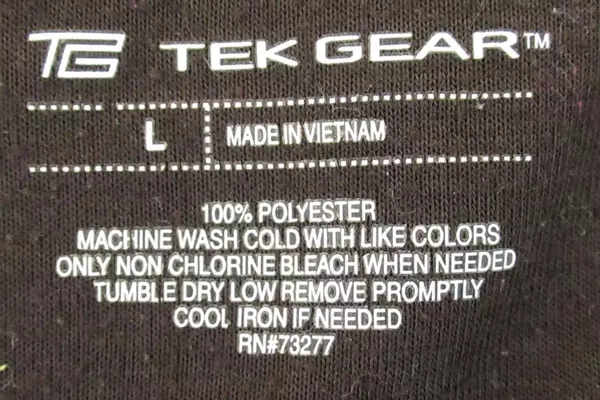 TG TEK GEAR™
L MADE IN VIETNAM
100% POLYESTER
MACHINE WASH COLD WITH LIKE COLORS
ONLY NON CHLORINE BLEACH WHEN NEEDED
TUMBLE DRY LOW REMOVE PROMPTLY
COOL IRON IF NEEDED
RN#73277